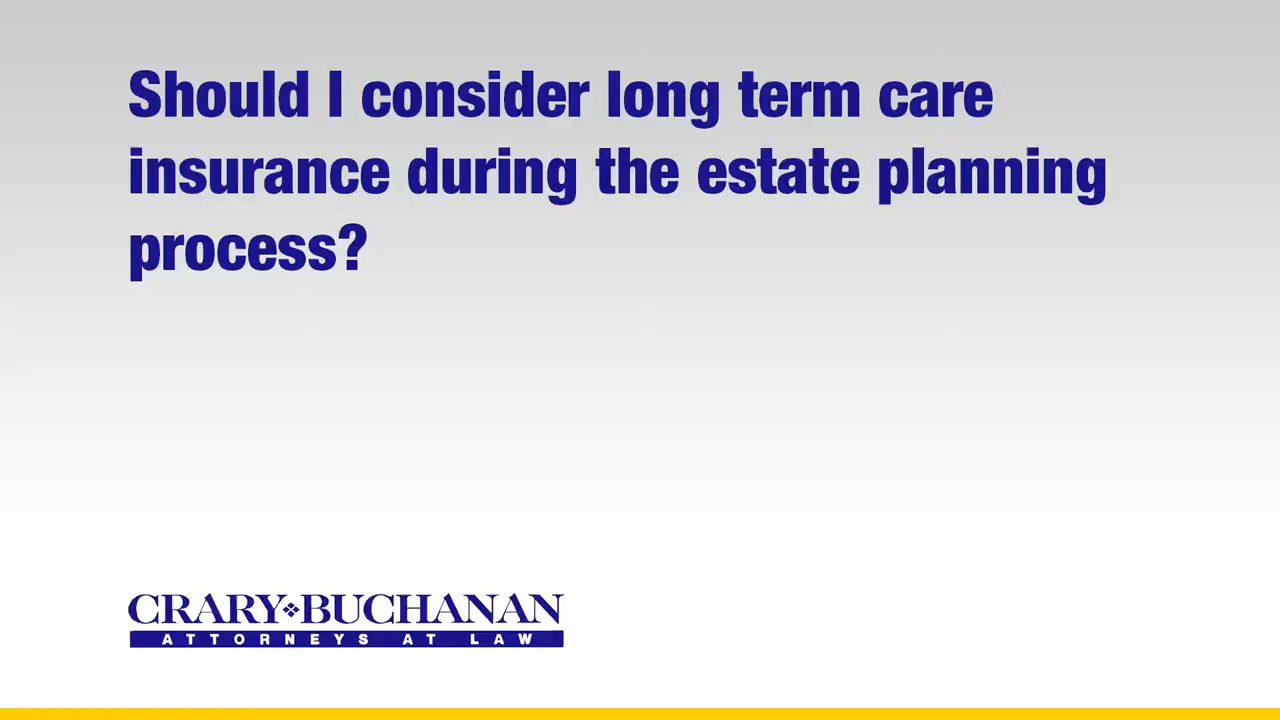 Should I consider long term care
insurance during the estate planning
process?
CRARY BUCHANAN
ATTORNEYS AT LAW